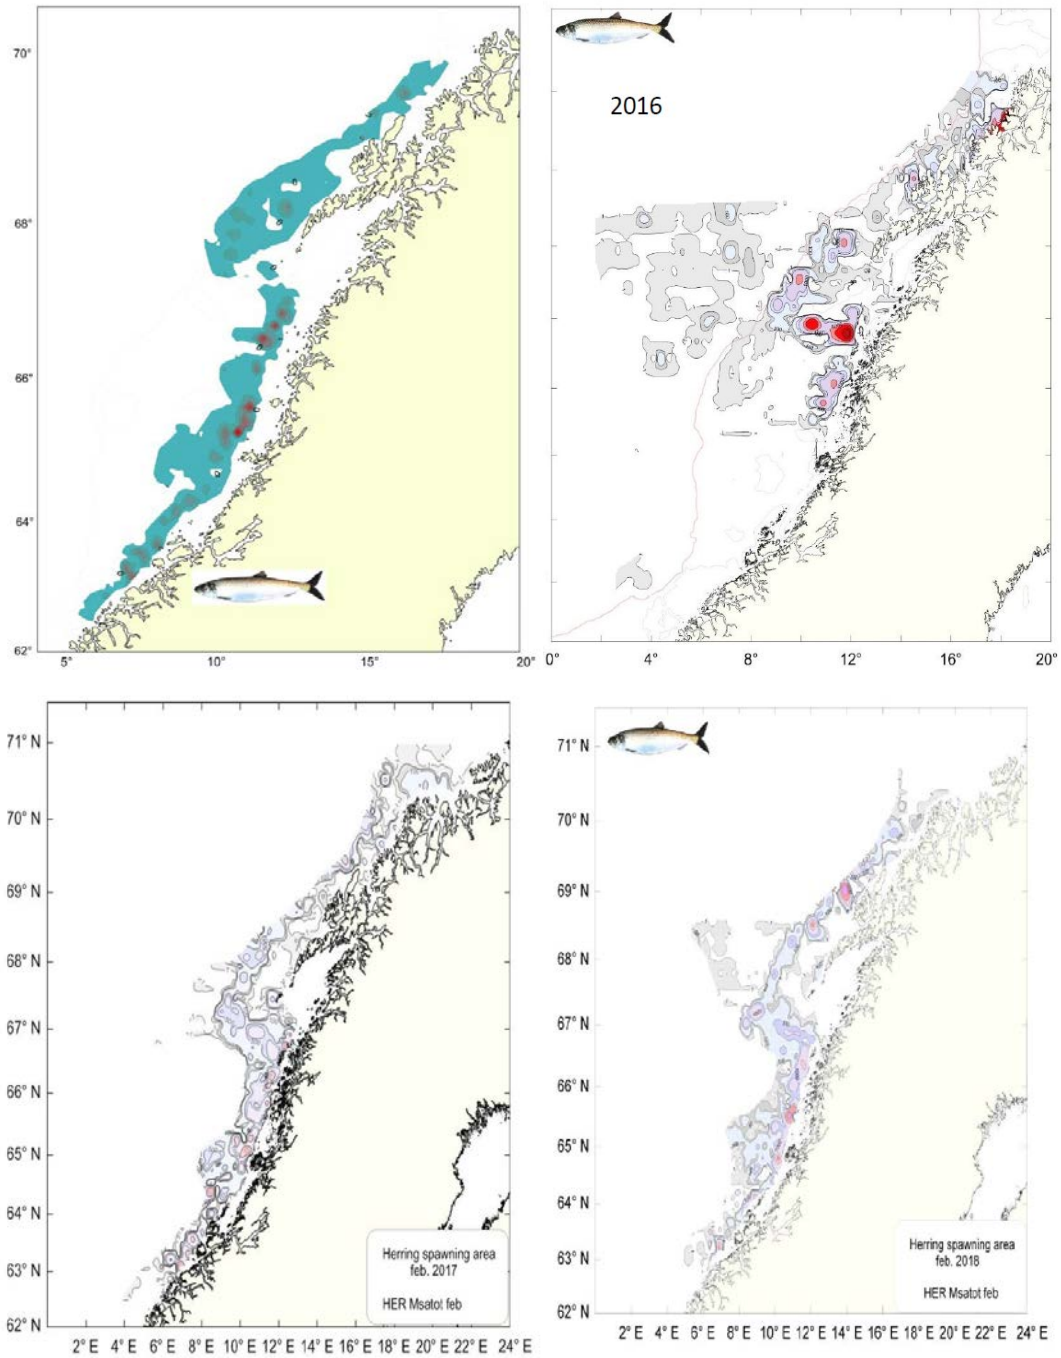 70°
68°
66°
64°
62°
5° 10° 15° 20°
2016
0° 4° 8° 12° 16° 20°
71° N
70° N
69° N
68° N
67° N
66° N
65° N
64° N
63° N
62° N
Herring spawning area
feb. 2017
HER Msatot feb
2° E 4° E 6° E 8° E 10° E 12° E 14° E 16° E 18° E 20° E 22° E 24° E
71° N
70° N
69° N
68° N
67° N
66° N
65° N
64° N
63° N
62° N
Herring spawning area
feb. 2018
HER Msatot feb
2° E 4° E 6° E 8° E 10° E 12° E 14° E 16° E 18° E 20° E 22° E 24° E